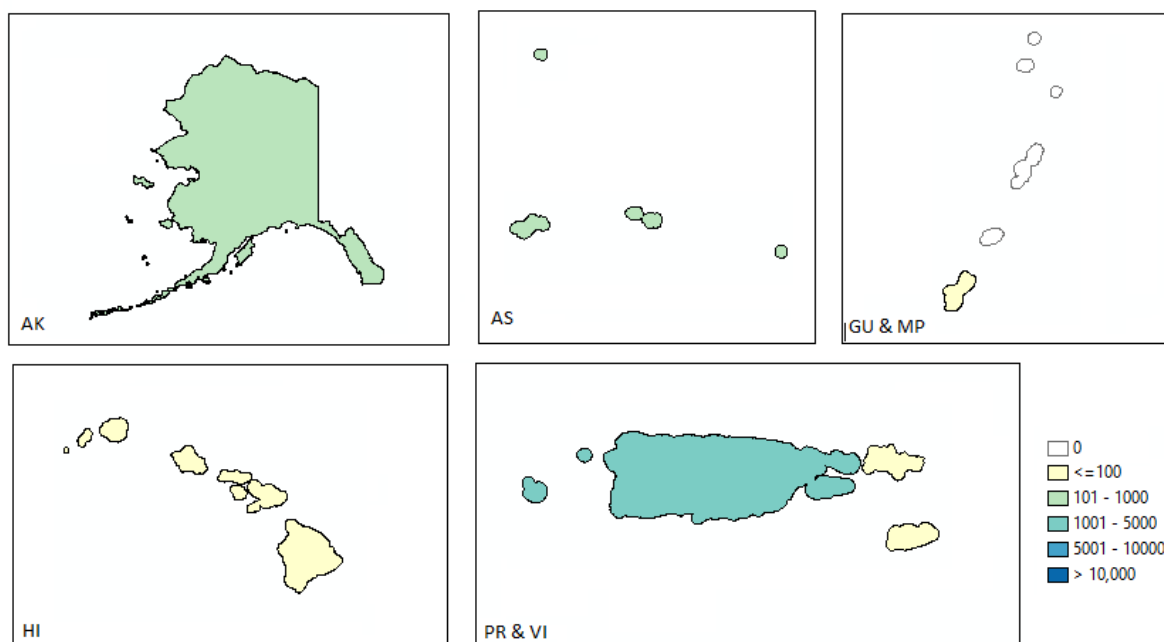 AK
AS
GU & MP
HI
PR & VI
0
<=100
101 - 1000
1001 - 5000
5001 - 10000
> 10,000